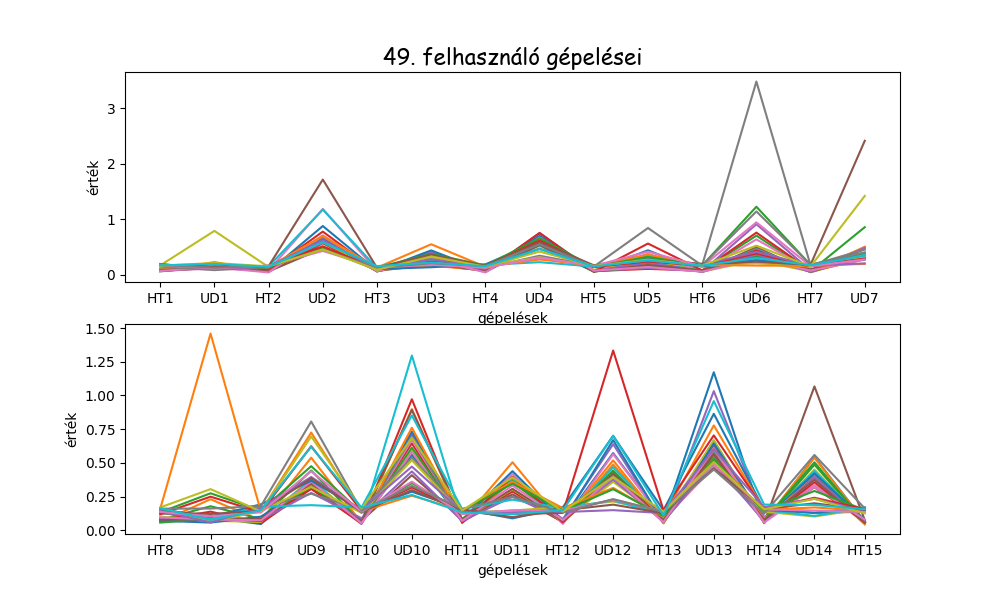 49. felhasználó gépelései
3
2
1
0
érték
HT1 UD1 HT2 UD2 HT3 UD3 HT4 UD4 HT5 UD5 HT6 UD6 HT7 UD7
gépelések
1.50
1.25
1.00
0.75
0.50
0.25
0.00
érték
HT8 UD8 HT9 UD9 HT10 UD10 HT11 UD11 HT12 UD12 HT13 UD13 HT14 UD14 HT15
gépelések